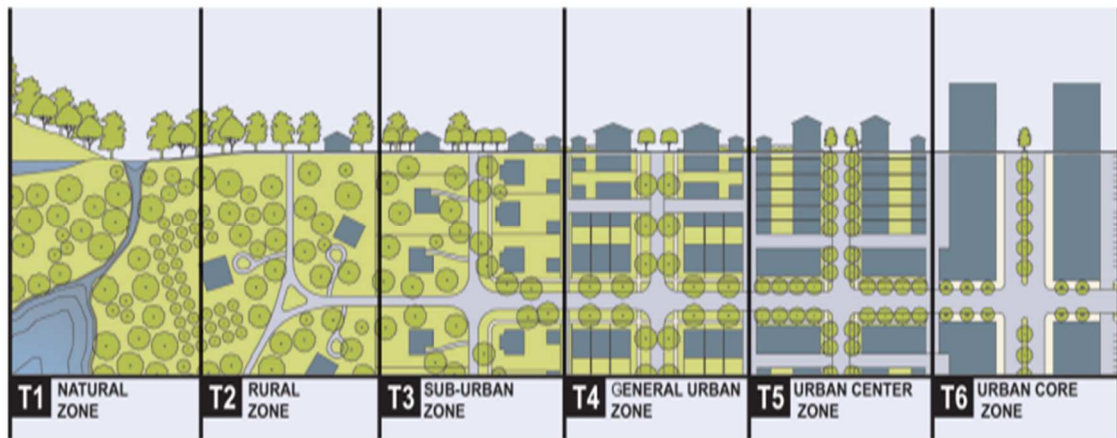 T1 NATURAL
ZONE
T2 RURAL
ZONE
T3 SUB-URBAN
ZONE
T4 GENERAL URBAN
ZONE
T5 URBAN CENTER
ZONE
T6 URBAN CORE
ZONE